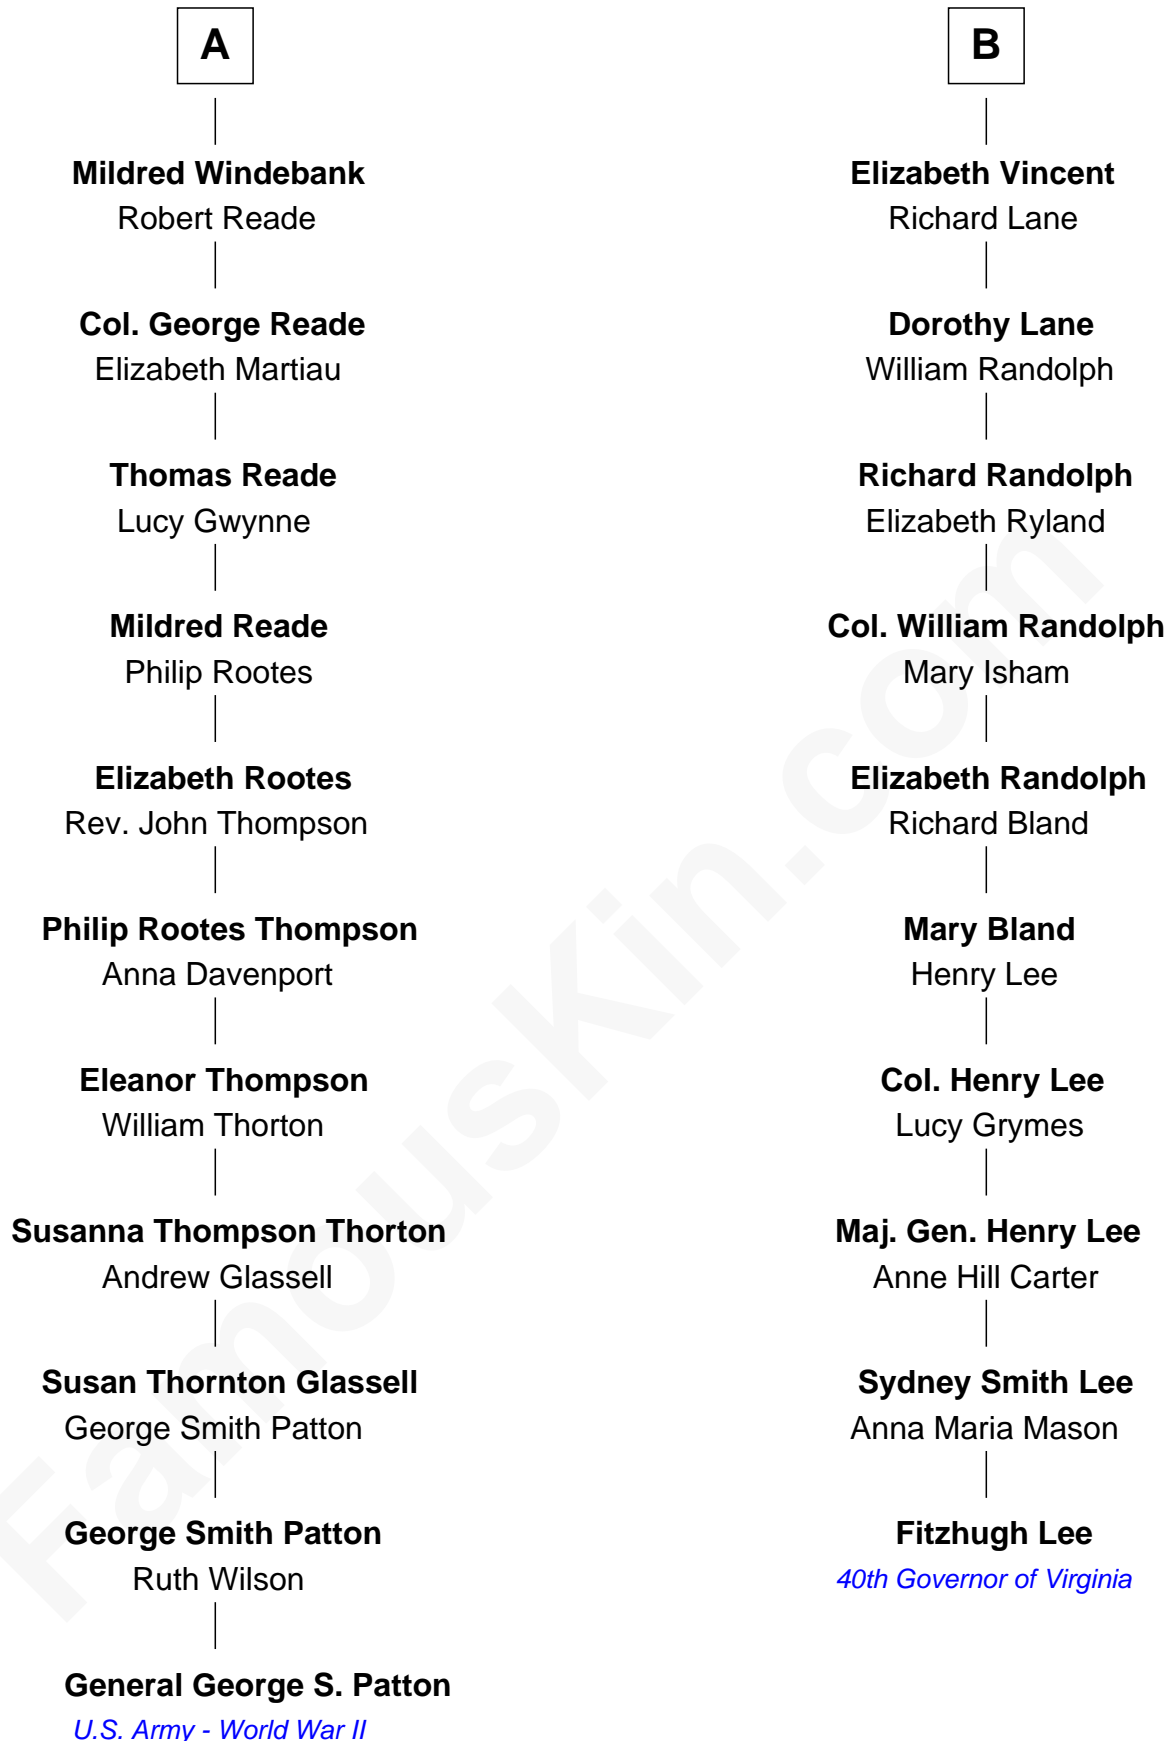 A
Mildred Windebank
Robert Reade
Col. George Reade
Elizabeth Martiau
Thomas Reade
Lucy Gwynne
Mildred Reade
Philip Rootes
Elizabeth Rootes
Rev. John Thompson
Philip Rootes Thompson
Anna Davenport
Eleanor Thompson
William Thorton
Susanna Thompson Thorton
Andrew Glassell
Susan Thornton Glassell
George Smith Patton
George Smith Patton
Ruth Wilson
General George S. Patton
U.S. Army - World War II
B
Elizabeth Vincent
Richard Lane
Dorothy Lane
William Randolph
Richard Randolph
Elizabeth Ryland
Col. William Randolph
Mary Isham
Elizabeth Randolph
Richard Bland
Mary Bland
Henry Lee
Col. Henry Lee
Lucy Grymes
Maj. Gen. Henry Lee
Anne Hill Carter
Sydney Smith Lee
Anna Maria Mason
Fitzhugh Lee
40th Governor of Virginia
FamousKin.com